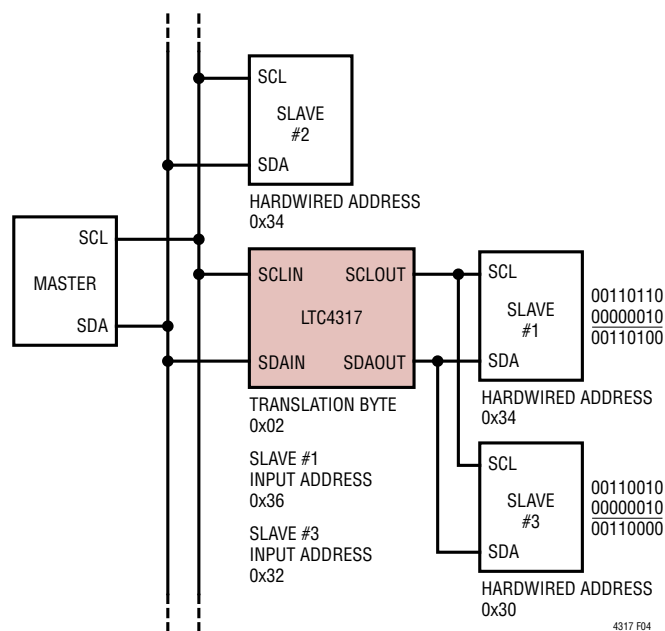 SCL
SLAVE
#2
SDA
HARDWIRED ADDRESS
0x34
SCL
MASTER
SDA
SCLIN SCLOUT
LTC4317
SDAIN SDAOUT
TRANSLATION BYTE
0x02
SLAVE #1
INPUT ADDRESS
0x36
SLAVE #3
INPUT ADDRESS
0x32
SCL
SLAVE
#1
SDA
00110110
00000010
00110100
HARDWIRED ADDRESS
0x34
SCL
SLAVE
#3
SDA
00110010
00000010
00110000
HARDWIRED ADDRESS
0x30
4317 F04